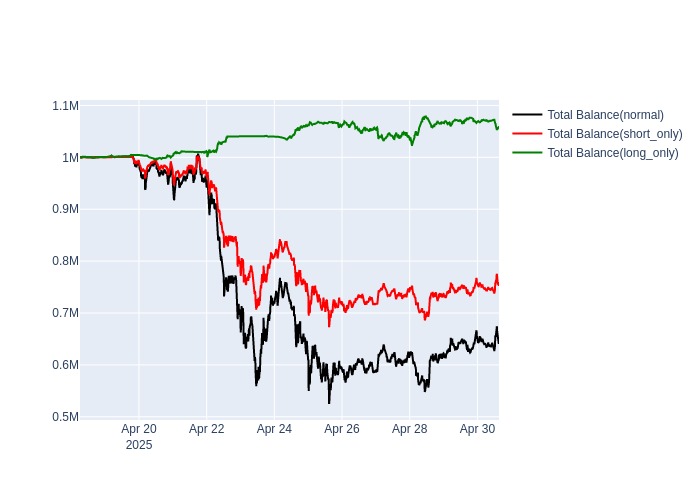 1.1M
1M
0.9M
0.8M
0.7M
0.6M
0.5M
Apr 20
2025
Apr 22
Apr 24
Apr 26
Apr 28
Apr 30
Total Balance(normal)
Total Balance(short_only)
Total Balance(long_only)